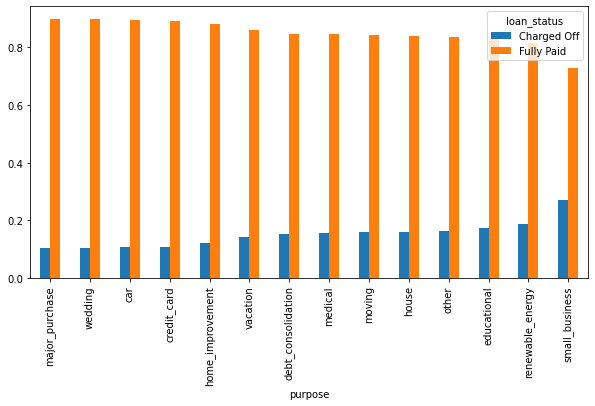 loan_status
Charged Off
Fully Paid
0.8
0.6
0.4
0.2
0.0
major_purchase
wedding
car
credit_card
home_improvement
vacation
debt_consolidation
medical
moving
house
other
educational
renewable_energy
small_business
purpose